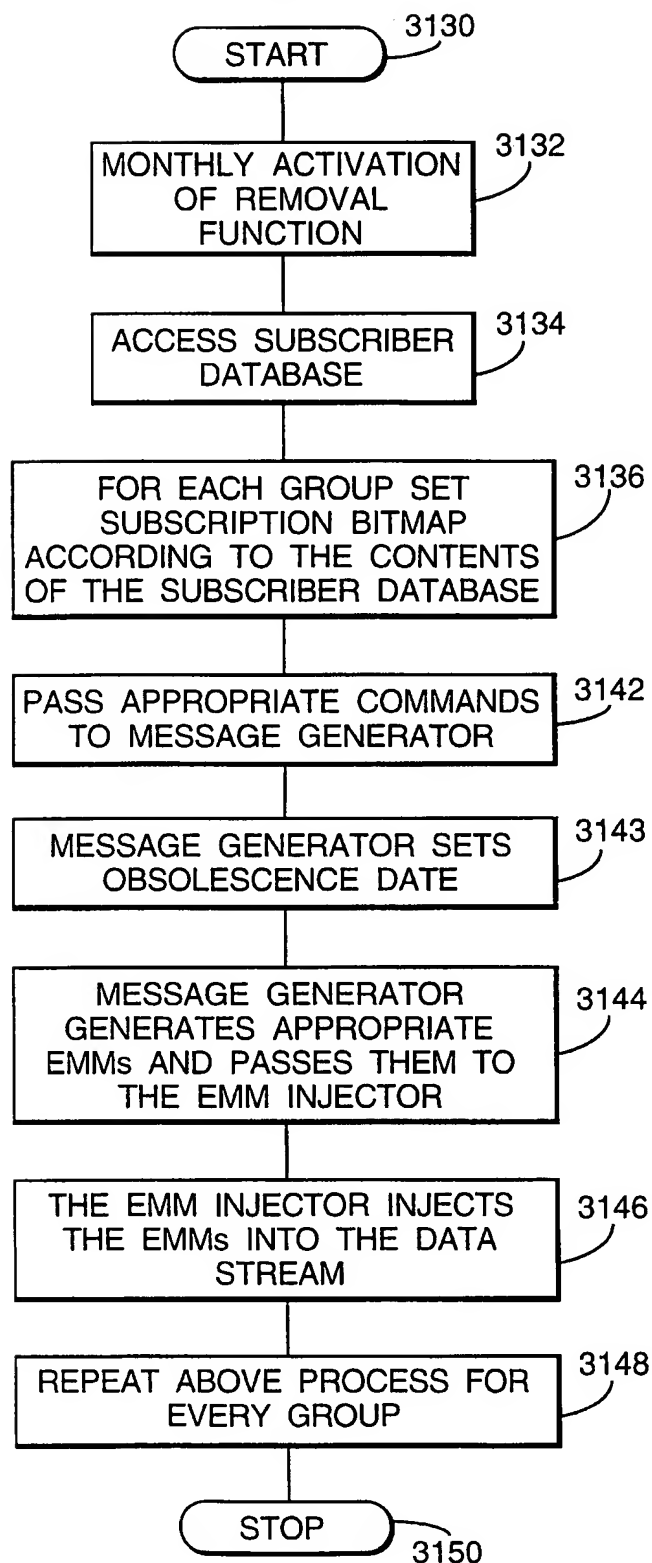 3130
START
3132
MONTHLY ACTIVATION
OF REMOVAL
FUNCTION
3134
ACCESS SUBSCRIBER
DATABASE
3136
FOR EACH GROUP SET
SUBSCRIPTION BITMAP
ACCORDING TO THE CONTENTS
OF THE SUBSCRIBER DATABASE
3142
PASS APPROPRIATE COMMANDS
TO MESSAGE GENERATOR
3143
MESSAGE GENERATOR SETS
OBSOLESCENCE DATE
3144
MESSAGE GENERATOR
GENERATES APPROPRIATE
EMMs AND PASSES THEM TO
THE EMM INJECTOR
3146
THE EMM INJECTOR INJECTS
THE EMMs INTO THE DATA
STREAM
3148
REPEAT ABOVE PROCESS FOR
EVERY GROUP
STOP
3150